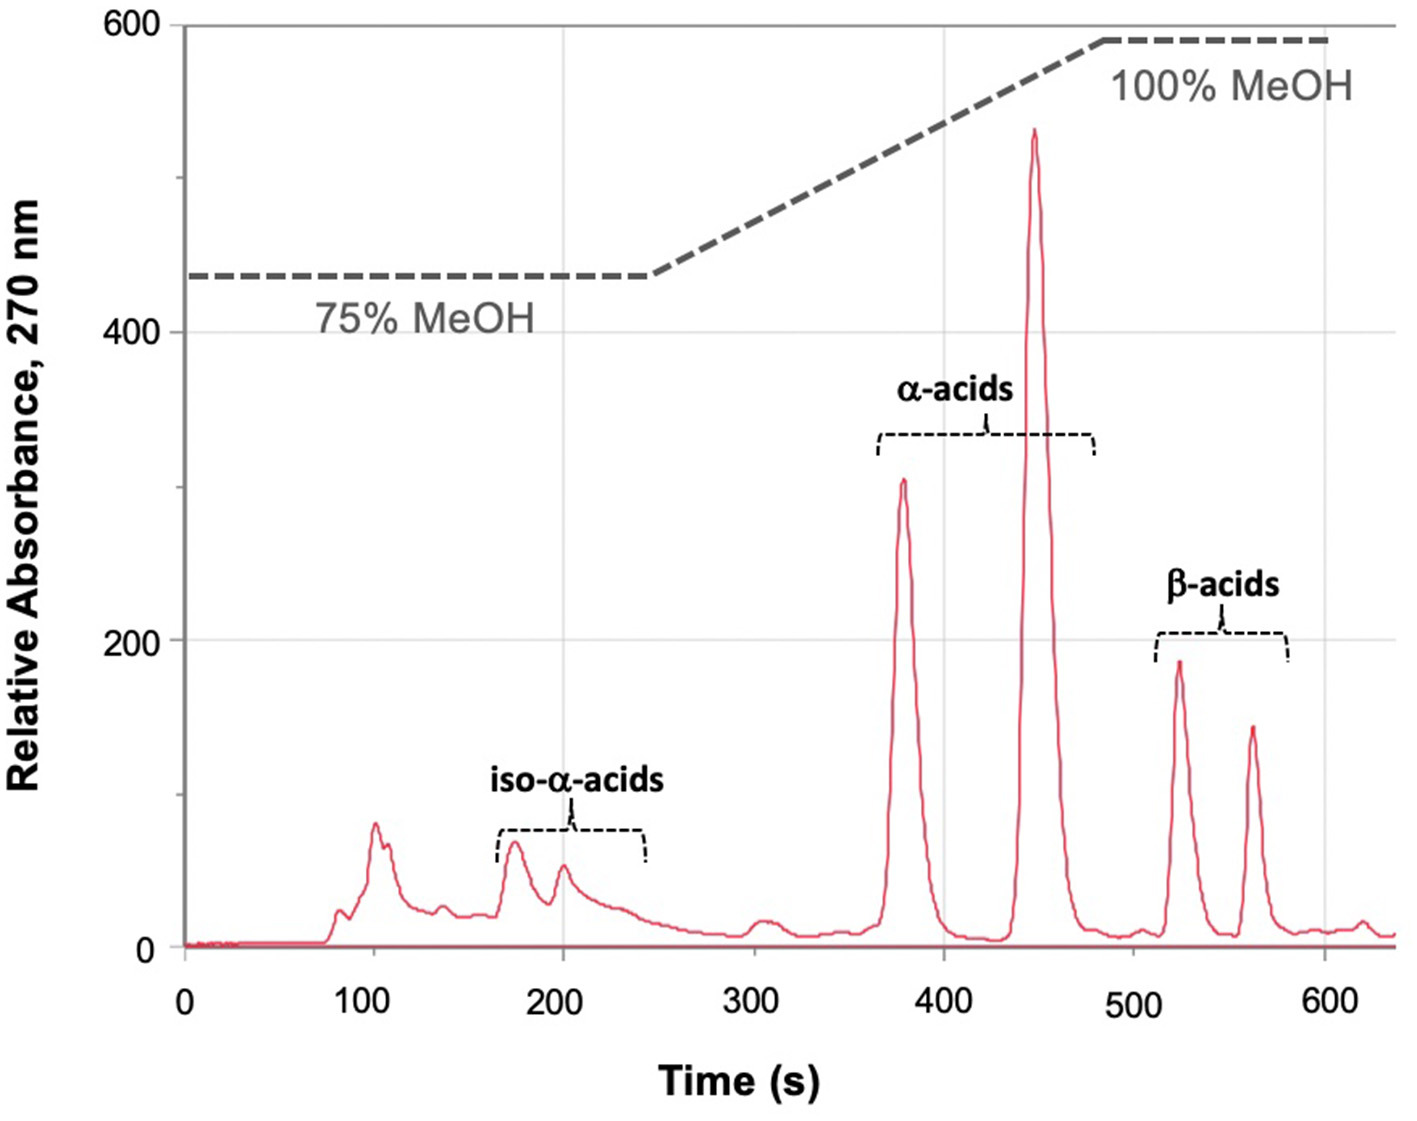 600
100% MeOH
75% MeOH
400
α-acids
β-acids
200
iso-α-acids
0
0 100 200 300 400 500 600
Time (s)
Relative Absorbance, 270 nm